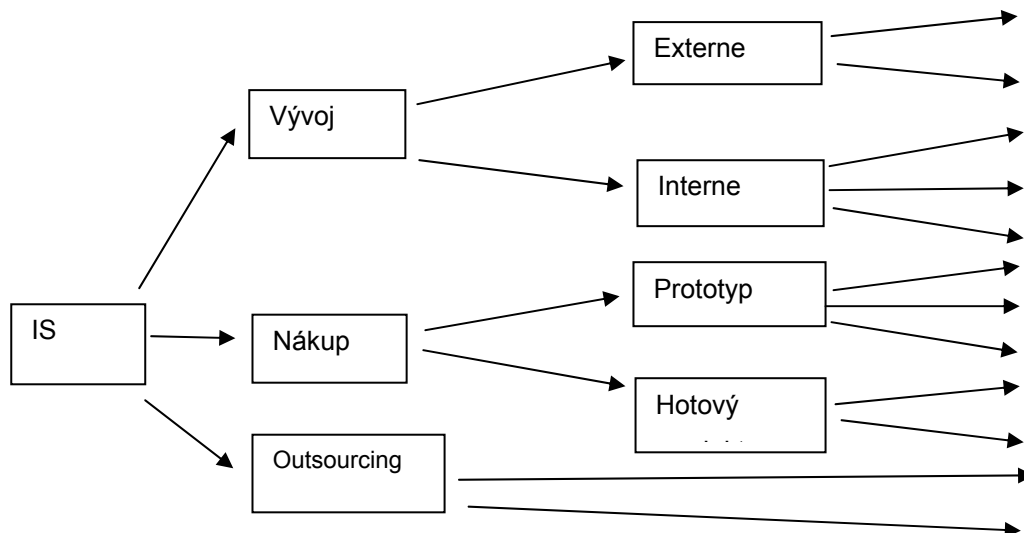 Externe
Vývoj
Interne
Prototyp
IS
Nákup
Hotový
Outsourcing